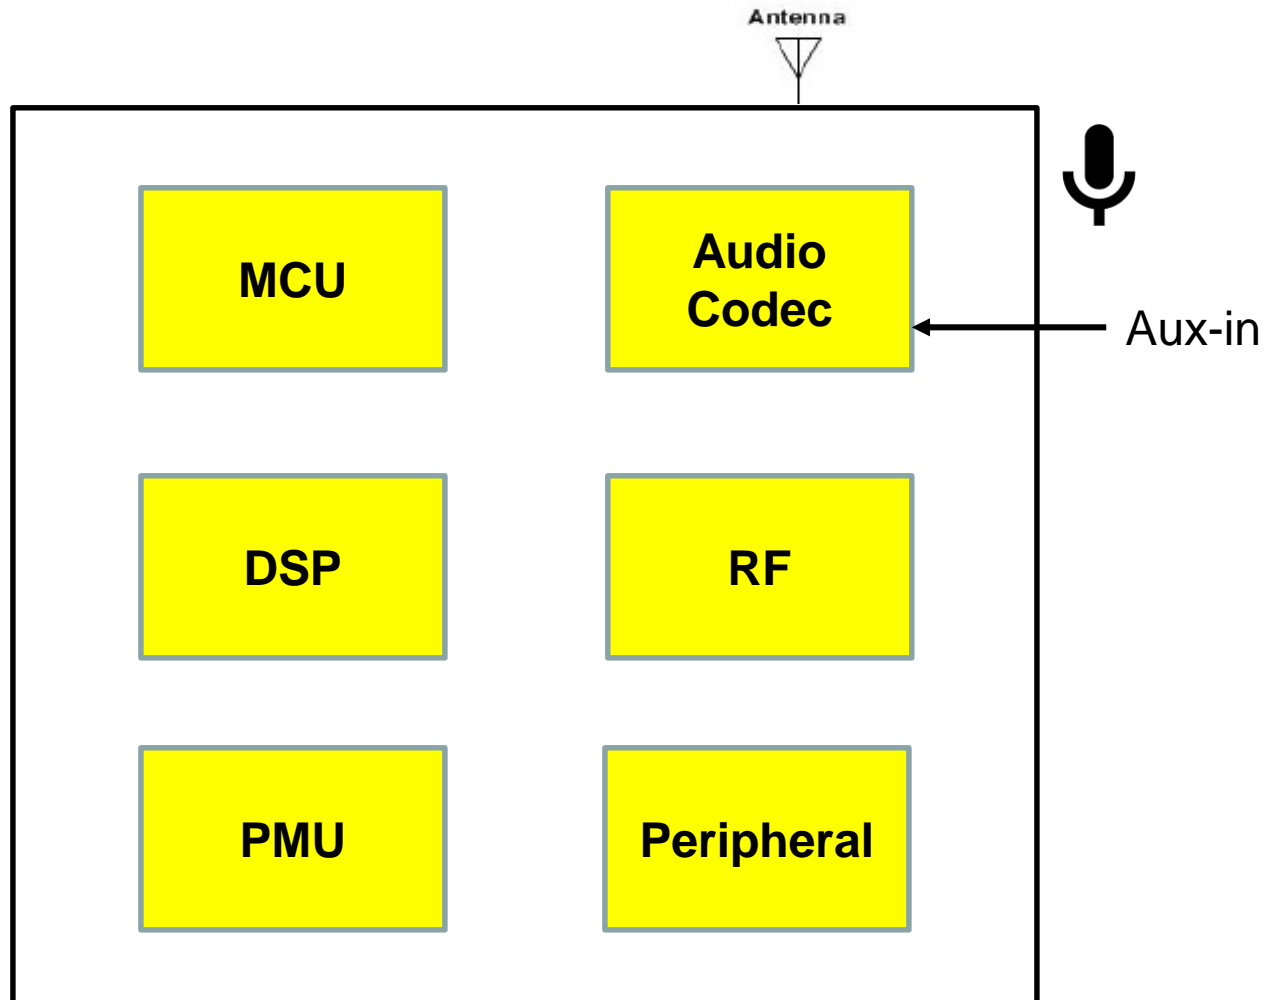 Antenna
MCU
Audio
Codec
Aux-in
DSP
RF
PMU
Peripheral